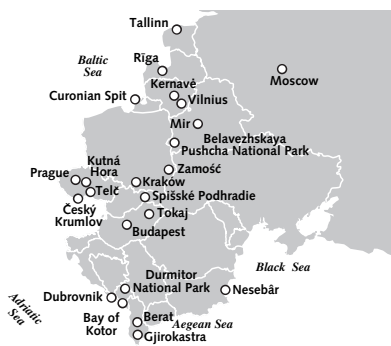 Tallinn
Baltic
Sea
Rīga
Moscow
Kernavė
Curonian Spit
Vilnius
Mir
Belavezhskaya
Pushcha National Park
Kutná
Hora
Prague
Zamość
Telč
Kraków
Český
Krumlov
Spišské Podhradie
Tokaj
Budapest
Black Sea
Durmitor
National Park
Nesebâr
Dubrovnik
Adriatic
Sea
Bay of
Kotor
Berat
Aegean Sea
Gjirokastra